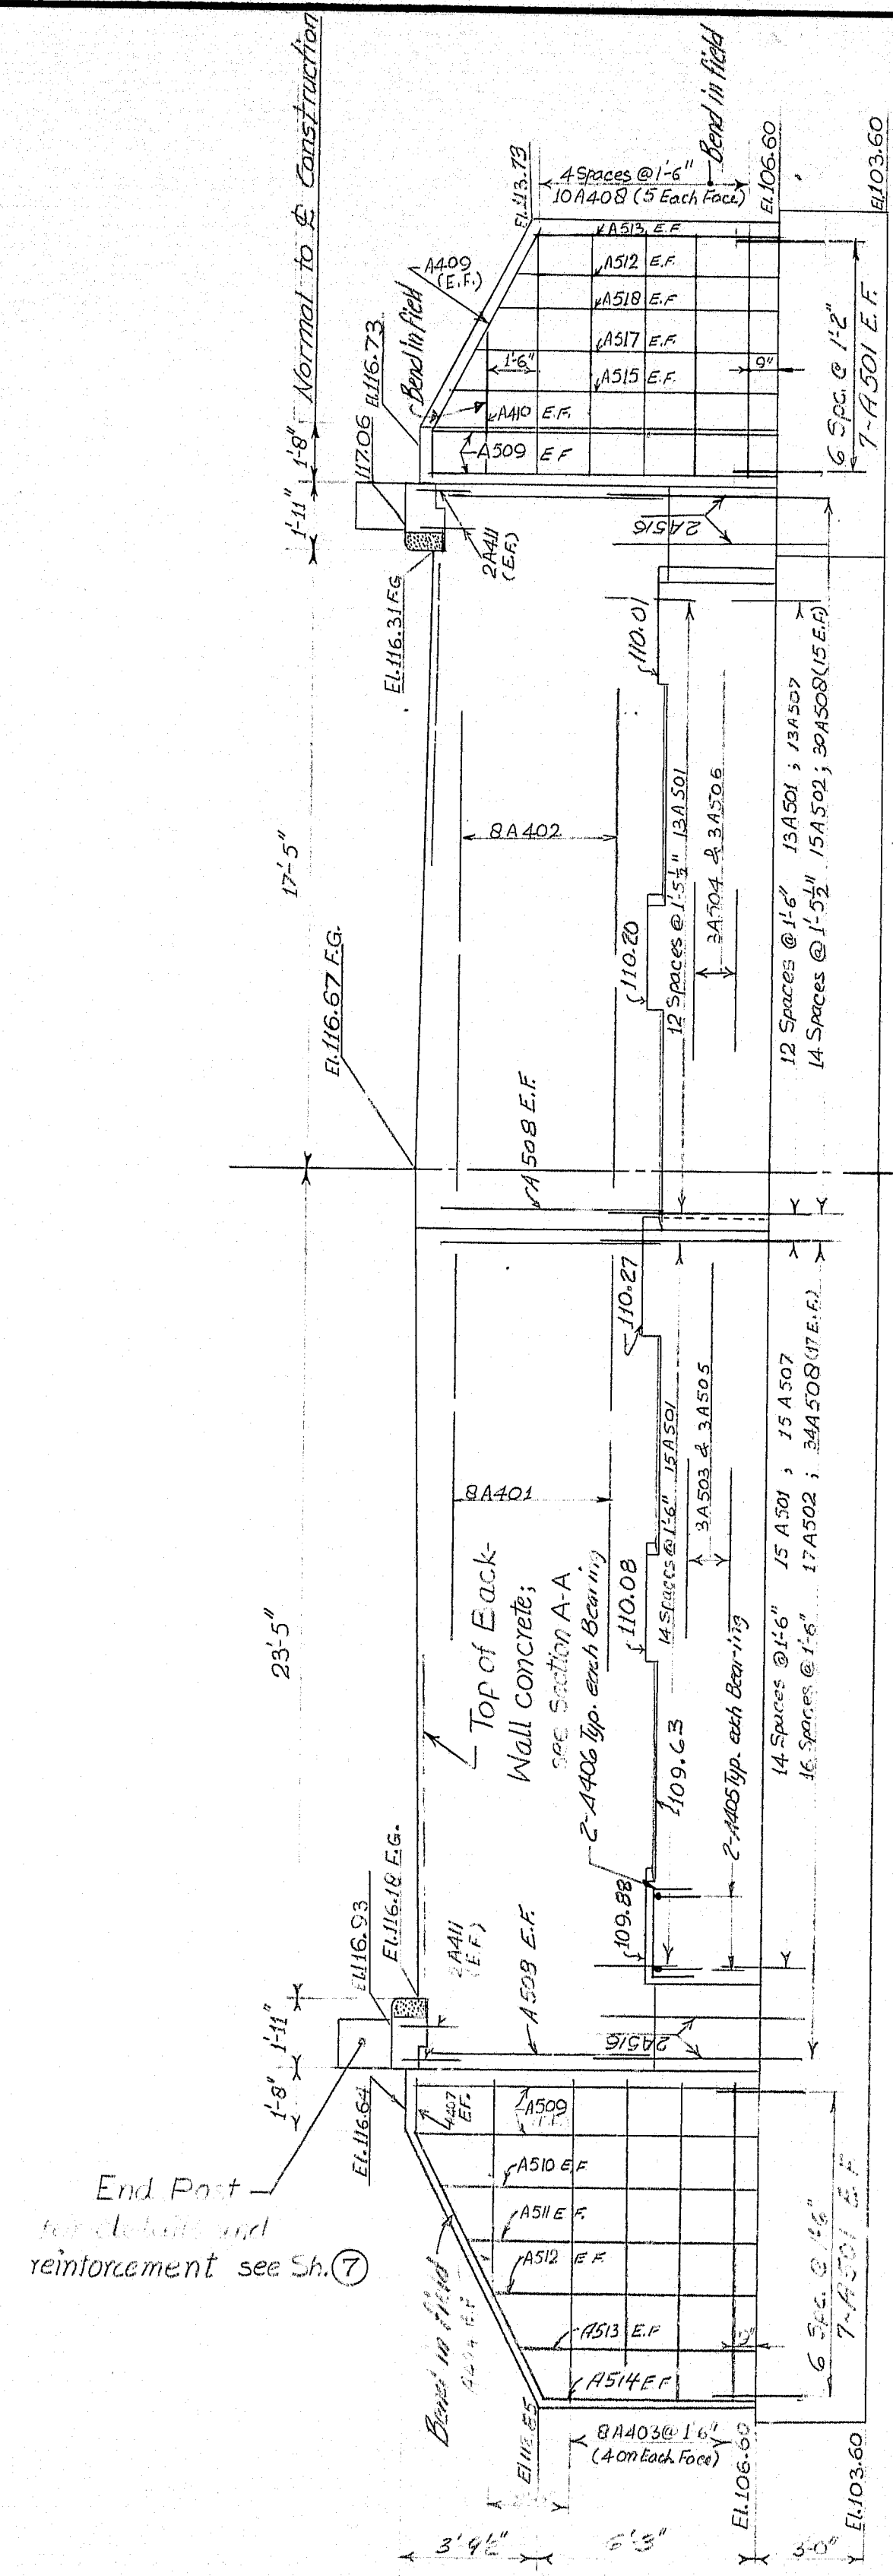 Normal to ⅊ Construction
1'-8"
1'-11"
17'-5"
23'-5"
1'-11"
1'-8"
El.113.73
4 Spaces @ 1'-6"
10A408 (5 Each Face)
Bend in field
El.106.60
El.103.60
A409
(E.F.)
Bend in field
El.116.73
117.06
A513 E.F.
A512 E.F.
A518 E.F.
A517 E.F.
A515 E.F.
1'-6"
9"
A410 E.F.
A509 E.F.
6 Spc. @ 1'-2"
7-A501 E.F.
2A411
(E.F.)
2A516
El.116.31 F.G.
110.01
8A402
12 Spaces @ 1'-5½" 13A501
3A504 & 3A506
110.20
12 Spaces @ 1'-6" 13A501 ; 13A507
14 Spaces @ 1'-5½" 15A502 ; 30A508 (15 E.F.)
El.116.67 F.G.
A508 E.F.
110.27
8A401
14 Spaces @ 1'-6" 15A501
3A503 & 3A505
14 Spaces @ 1'-6" 15A501 ; 15A507
16 Spaces @ 1'-6" 17A502 ; 34A508 (17 E.F.)
Top of Back-
Wall concrete;
see Section A-A
2-A406 Typ. each Bearing
110.08
109.63
2-A405 Typ. each Bearing
109.88
El.116.93
El.116.18 F.G.
2A411
(E.F.)
A509 E.F.
2A516
El.116.64
A407
E.F.
A509
A510 E.F.
A511 E.F.
A512 E.F.
A513 E.F.
A514 E.F.
6 Spc. @ 1'-6"
7-A501 E.F.
End Post
for details and
reinforcement see Sh. 7
Bend in field
El.112.85
8A403 @ 1'-6"
(4 on Each Face)
El.106.60
El.103.60
3'-9½"
6'-3"
3'-0"